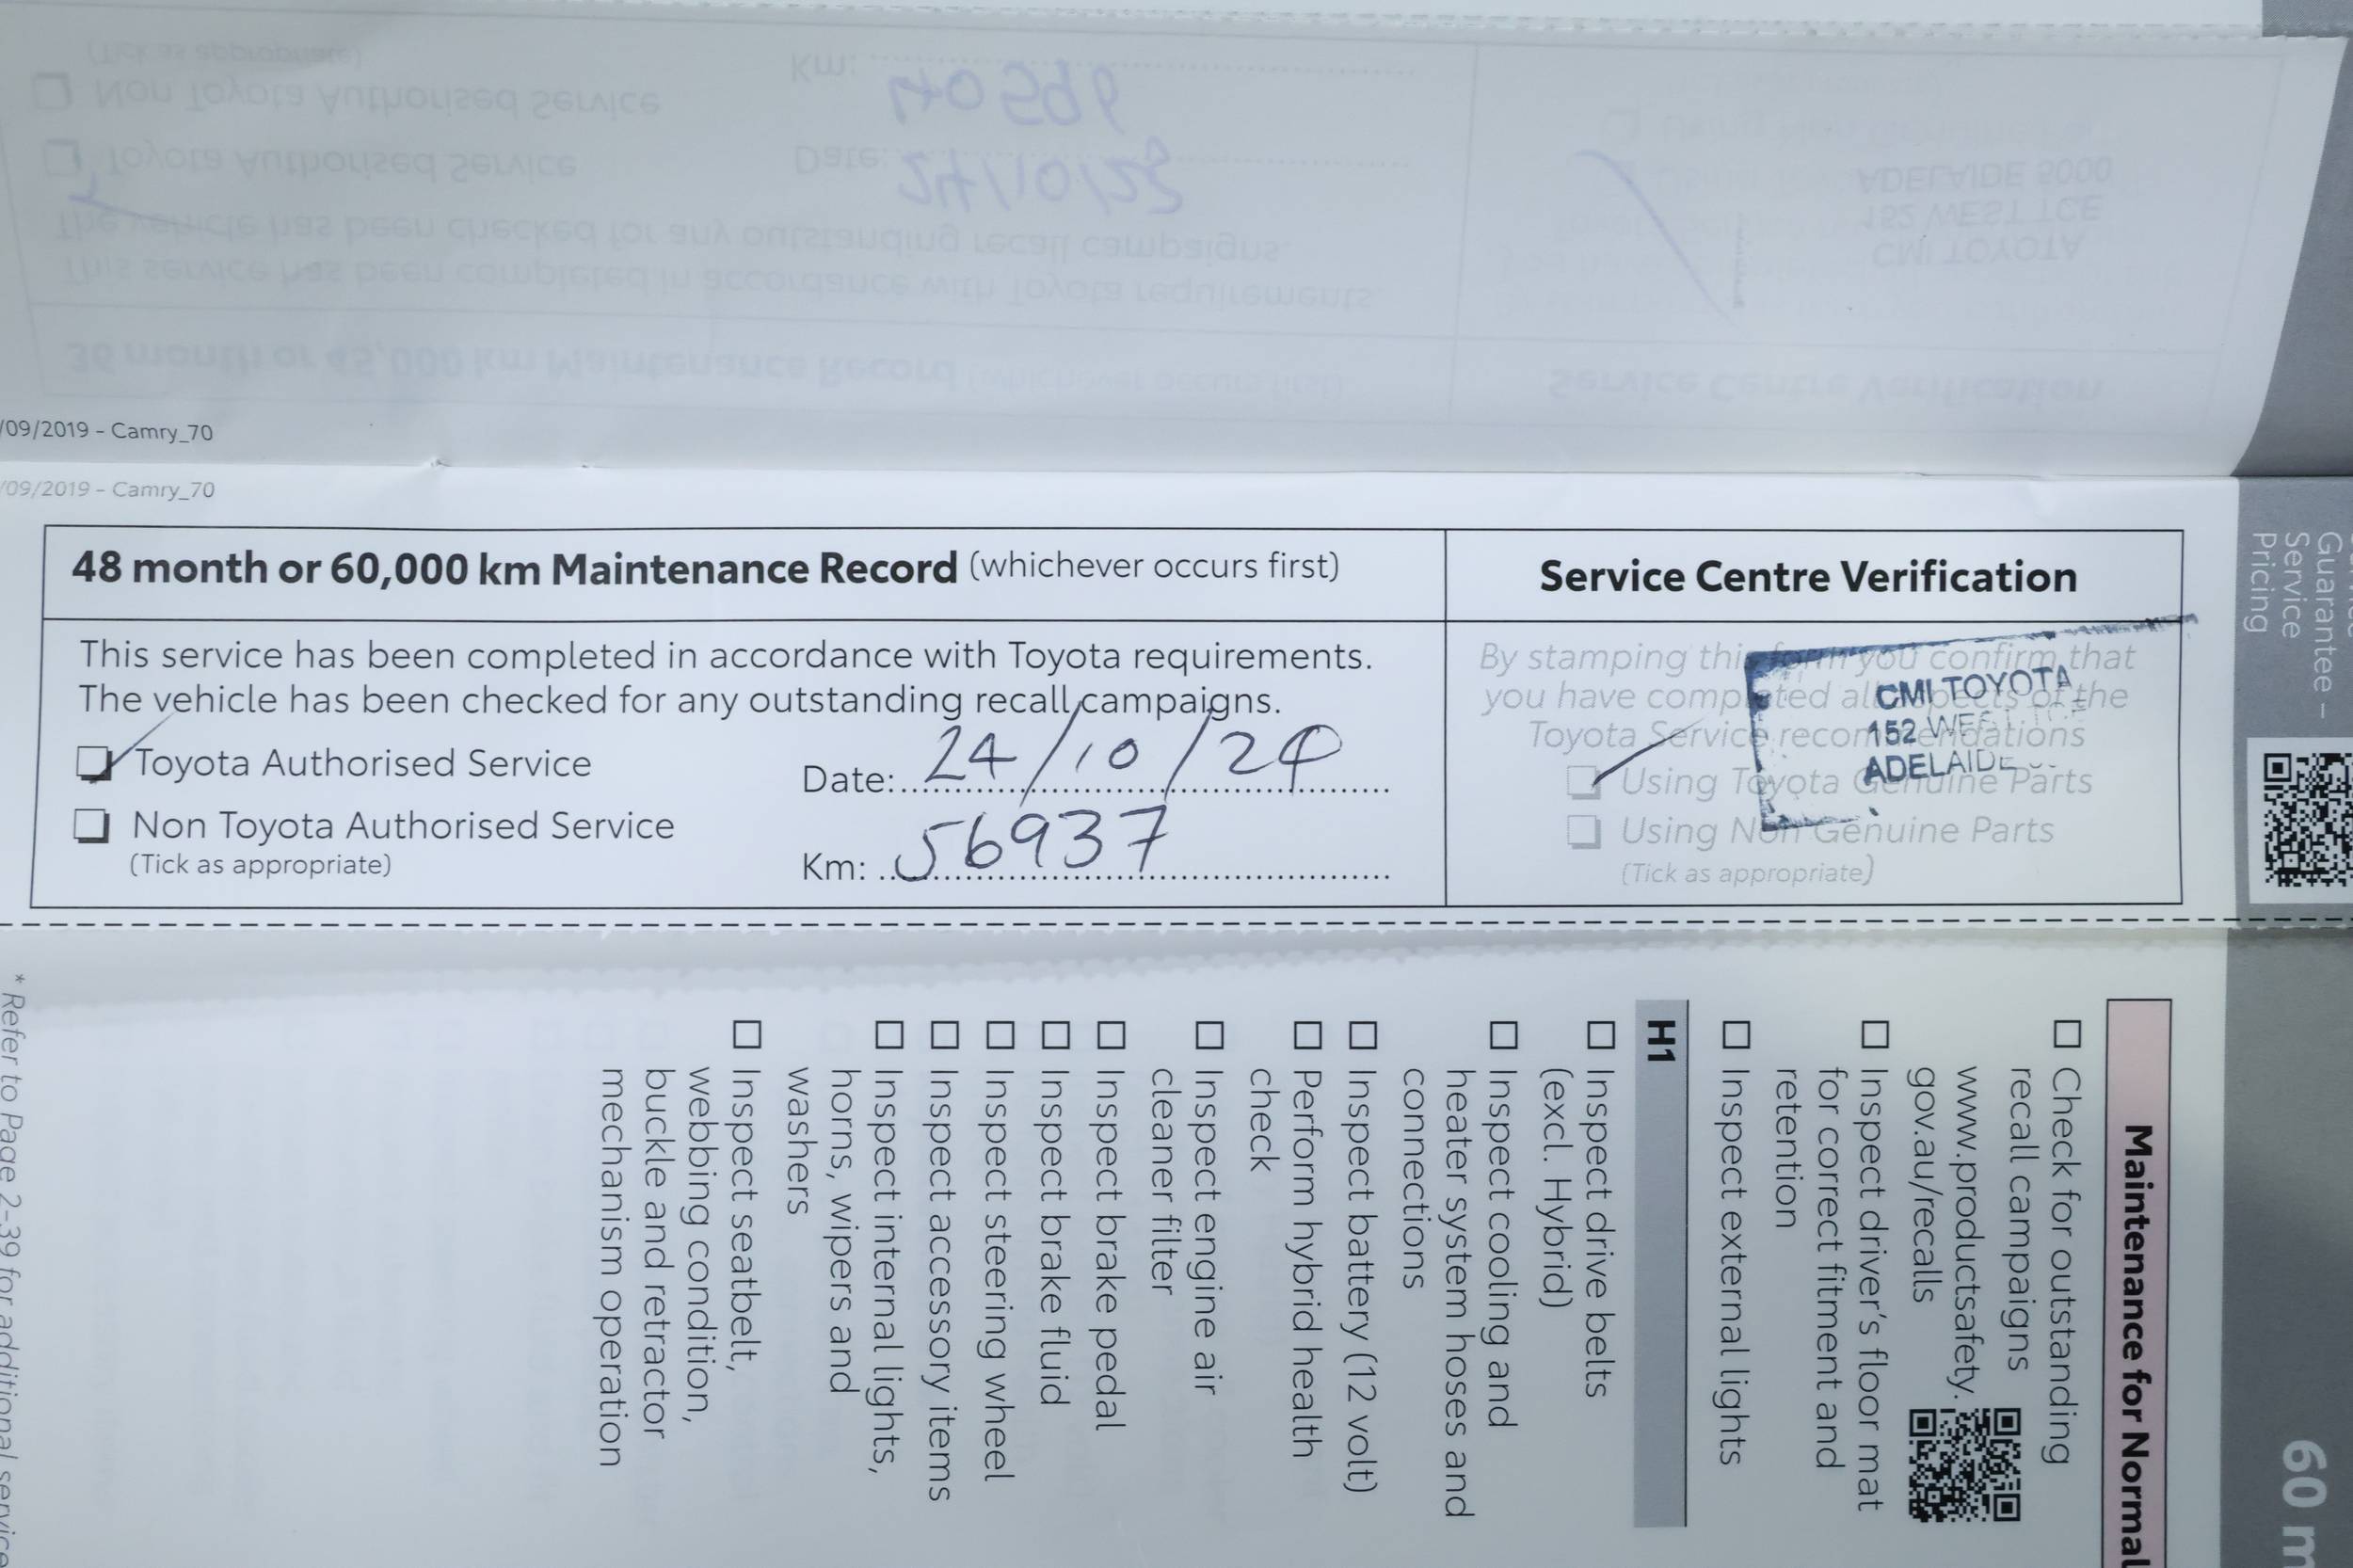 /09/2019 – Camry_70
/09/2019 – Camry_70
48 month or 60,000 km Maintenance Record (whichever occurs first)
This service has been completed in accordance with Toyota requirements.
The vehicle has been checked for any outstanding recall campaigns.
Toyota Authorised Service
Date: 24/10/24
Non Toyota Authorised Service
(Tick as appropriate)
Km: 56937
Service Centre Verification
By stamping this form you confirm that
you have completed all aspects of the
Toyota Service recommendations
Using Toyota Genuine Parts
Using Non Genuine Parts
(Tick as appropriate)
CMI TOYOTA
152 WEST TCE
ADELAIDE
Guarantee –
Service
Pricing
60 m
Maintenance for Normal
Check for outstanding
recall campaigns
www.productsafety.
gov.au/recalls
Inspect driver's floor mat
for correct fitment and
retention
Inspect external lights
H1
Inspect drive belts
(excl. Hybrid)
Inspect cooling and
heater system hoses and
connections
Inspect battery (12 volt)
Perform hybrid health
check
Inspect engine air
cleaner filter
Inspect brake pedal
Inspect brake fluid
Inspect steering wheel
Inspect accessory items
Inspect internal lights,
horns, wipers and
washers
Inspect seatbelt,
webbing condition,
buckle and retractor
mechanism operation
* Refer to Page 2-39 for additional service